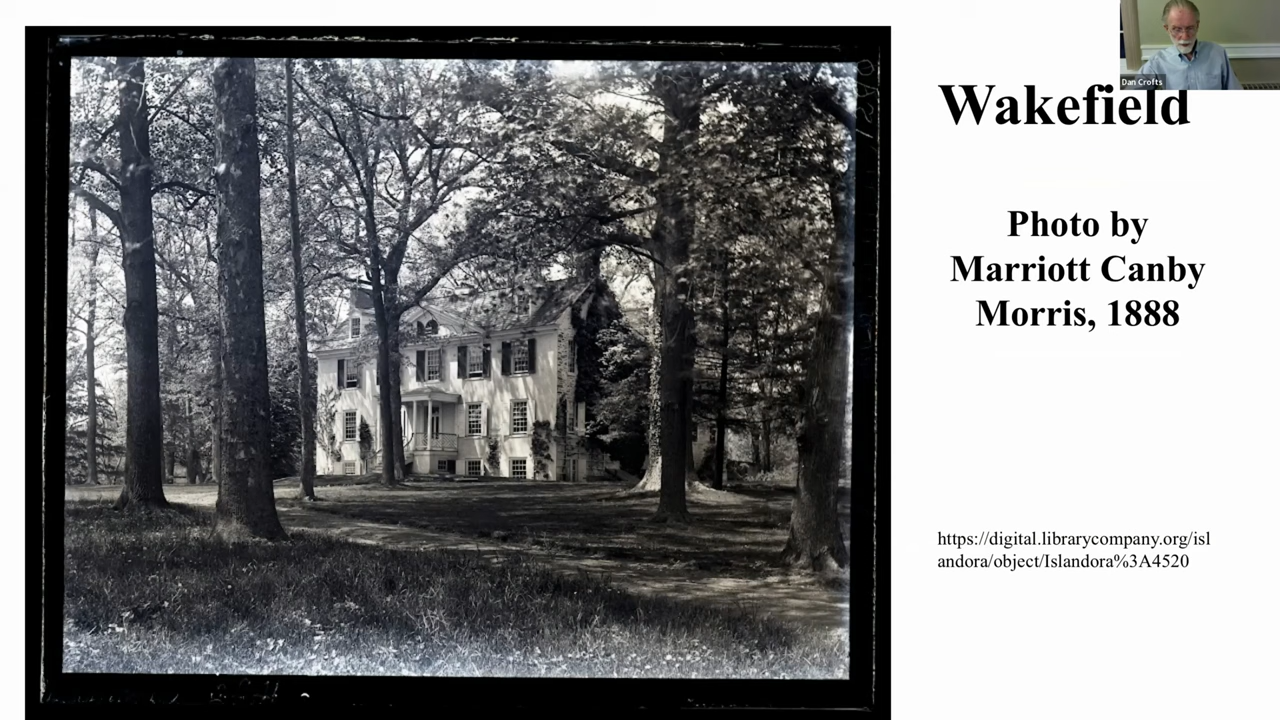 Dan Crofts
Wakefield
Photo by
Marriott Canby
Morris, 1888
https://digital.librarycompany.org/isl
andora/object/Islandora%3A4520